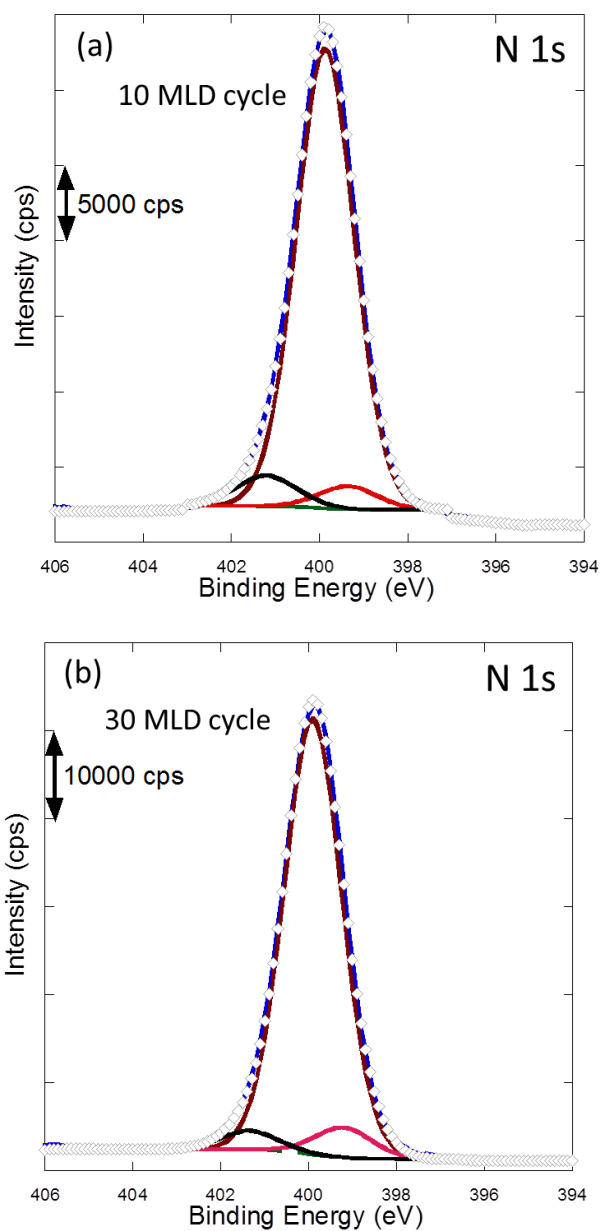 (a)
N 1s
10 MLD cycle
5000 cps
Intensity (cps)
406 404 402 400 398 396 394
Binding Energy (eV)
(b)
N 1s
30 MLD cycle
10000 cps
Intensity (cps)
406 404 402 400 398 396 394
Binding Energy (eV)